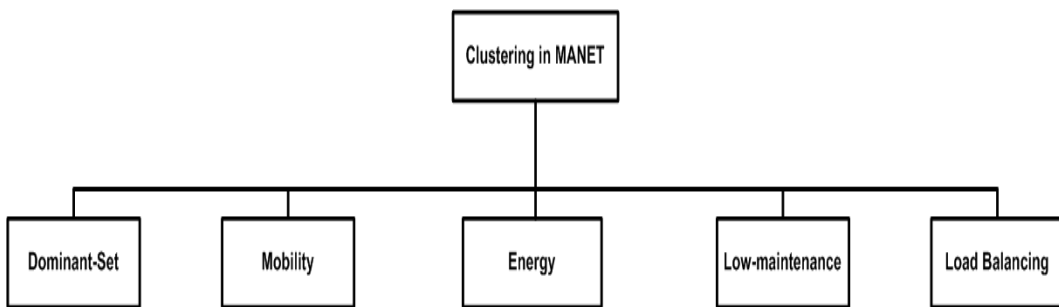 Clustering in MANET
Dominant-Set
Mobility
Energy
Low-maintenance
Load Balancing